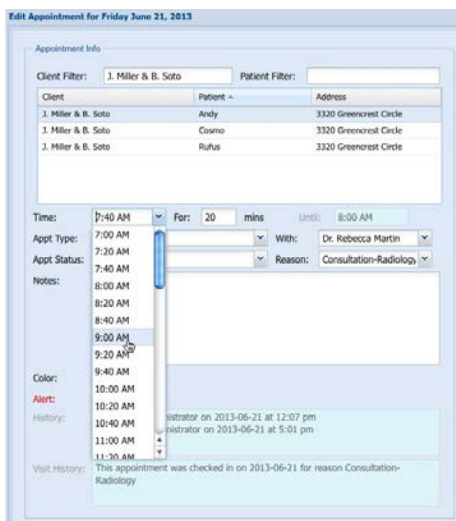 Edit Appointment for Friday June 21, 2013
Appointment Info
Client Filter: J. Miller & B. Soto Patient Filter:
Client Patient Address
J. Miller & B. Soto Andy 3320 Greencrest Circle
J. Miller & B. Soto Cosmo 3320 Greencrest Circle
J. Miller & B. Soto Rufus 3320 Greencrest Circle
Time: 7:40 AM For: 20 mins Until: 8:00 AM
Appt Type: With: Dr. Rebecca Martin
Appt Status: Reason: Consultation-Radiology
Notes:
7:00 AM
7:20 AM
7:40 AM
8:00 AM
8:20 AM
8:40 AM
9:00 AM
9:20 AM
9:40 AM
10:00 AM
10:20 AM
10:40 AM
11:00 AM
11:20 AM
Color:
Alert:
History: on 2013-06-21 at 12:07 pm
on 2013-06-21 at 5:01 pm
Visit History: This appointment was checked in on 2013-06-21 for reason Consultation-
Radiology